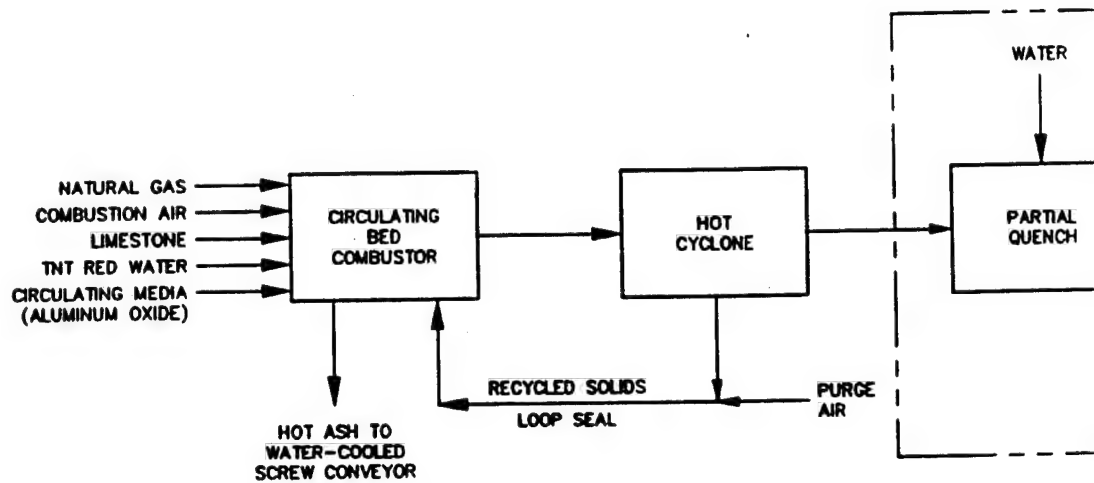 WATER
NATURAL GAS
COMBUSTION AIR
LIMESTONE
TNT RED WATER
CIRCULATING MEDIA
(ALUMINUM OXIDE)
CIRCULATING
BED
COMBUSTOR
HOT
CYCLONE
PARTIAL
QUENCH
RECYCLED SOLIDS
LOOP SEAL
PURGE
AIR
HOT ASH TO
WATER-COOLED
SCREW CONVEYOR